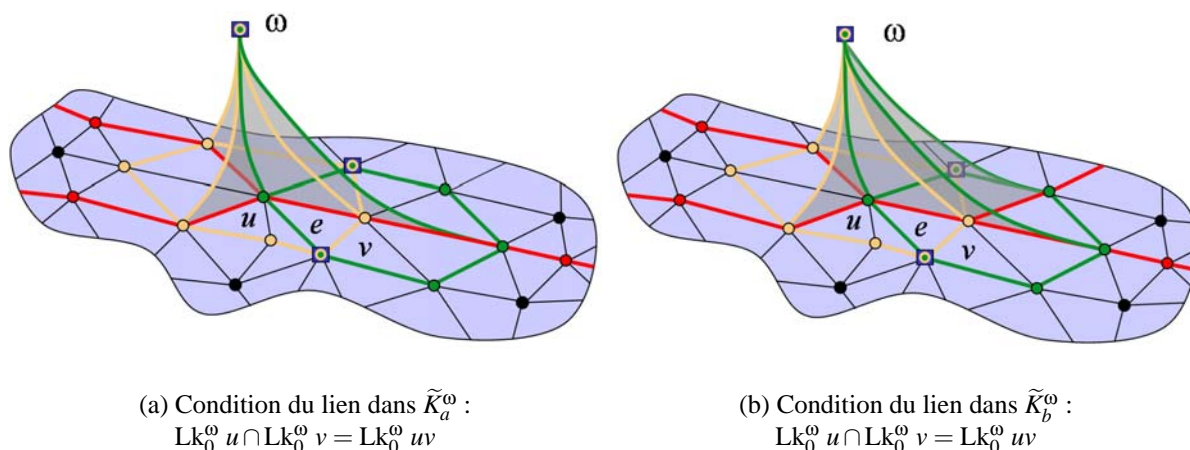 ω
ω
u
e
v
u
e
v
(a) Condition du lien dans K̃ₐ^ω :
Lk₀^ω u ∩ Lk₀^ω v = Lk₀^ω uv
(b) Condition du lien dans K̃_b^ω :
Lk₀^ω u ∩ Lk₀^ω v = Lk₀^ω uv